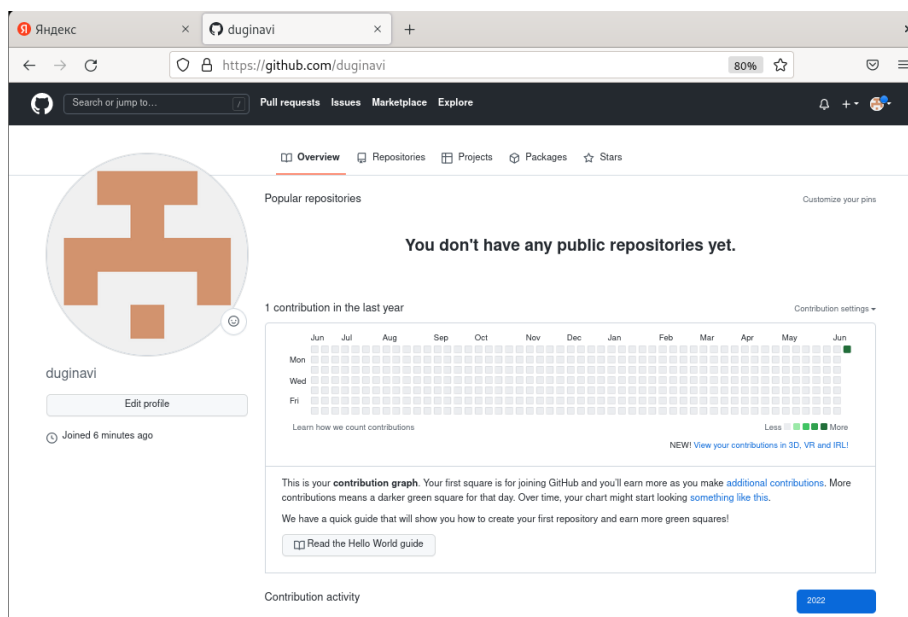 Яндекс
duginavi
https://github.com/duginavi
80%
Search or jump to...
/
Pull requests Issues Marketplace Explore
Overview Repositories Projects Packages Stars
Popular repositories
Customize your pins
You don't have any public repositories yet.
1 contribution in the last year
Contribution settings
Jun Jul Aug Sep Oct Nov Dec Jan Feb Mar Apr May Jun
Mon
Wed
Fri
Learn how we count contributions
Less More
NEW! View your contributions in 3D, VR and IRL!
duginavi
Edit profile
Joined 6 minutes ago
This is your contribution graph. Your first square is for joining GitHub and you'll earn more as you make additional contributions. More
contributions means a darker green square for that day. Over time, your chart might start looking something like this.
We have a quick guide that will show you how to create your first repository and earn more green squares!
Read the Hello World guide
Contribution activity
2022